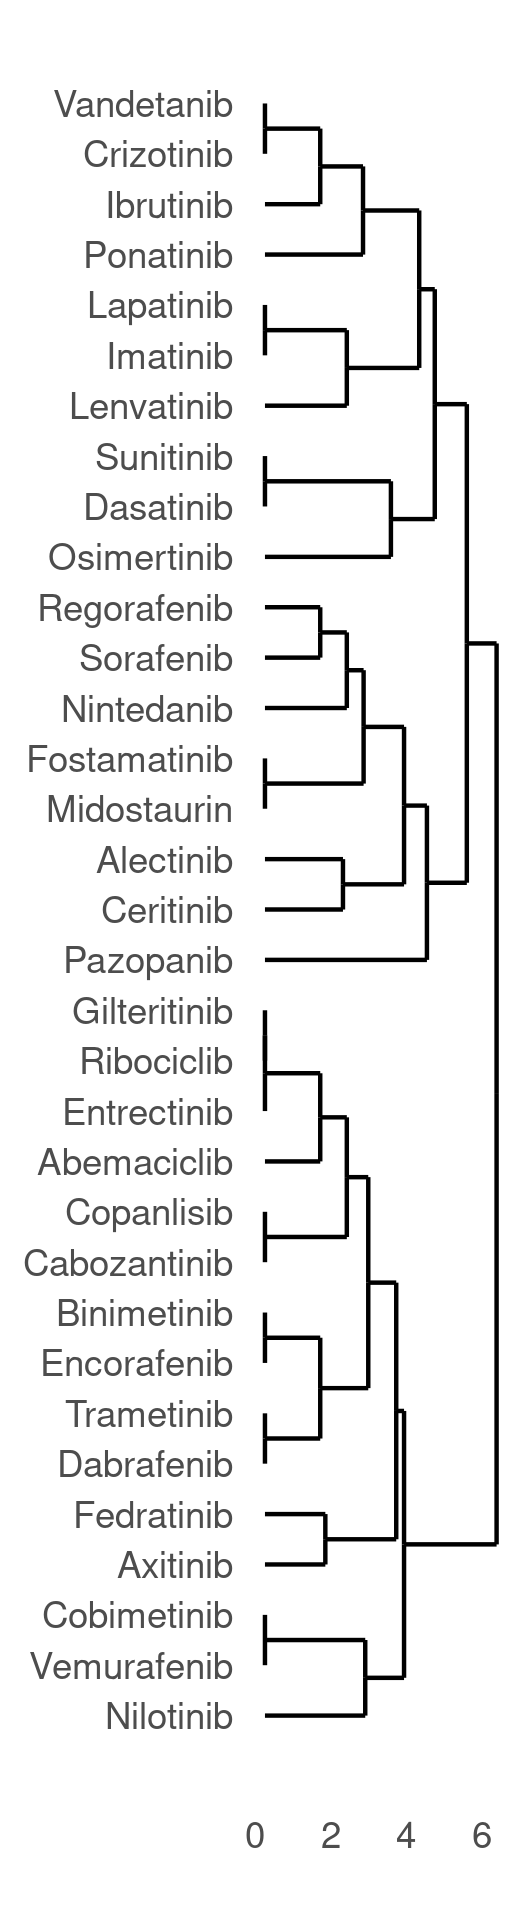 Vandetanib
Crizotinib
Ibrutinib
Ponatinib
Lapatinib
Imatinib
Lenvatinib
Sunitinib
Dasatinib
Osimertinib
Regorafenib
Sorafenib
Nintedanib
Fostamatinib
Midostaurin
Alectinib
Ceritinib
Pazopanib
Gilteritinib
Ribociclib
Entrectinib
Abemaciclib
Copanlisib
Cabozantinib
Binimetinib
Encorafenib
Trametinib
Dabrafenib
Fedratinib
Axitinib
Cobimetinib
Vemurafenib
Nilotinib
0 2 4 6